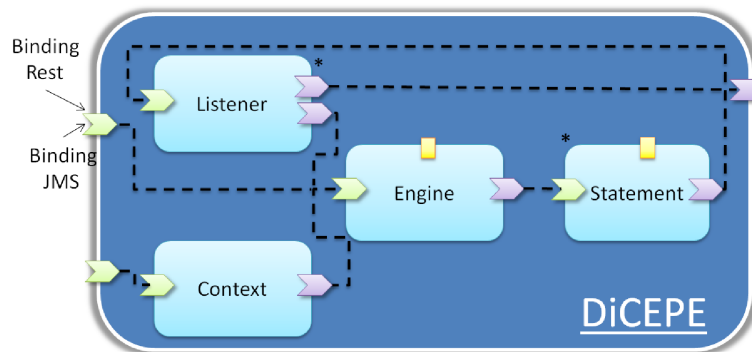 Binding
Rest
*
Listener
Binding
JMS
*
Engine
Statement
Context
DiCEPE